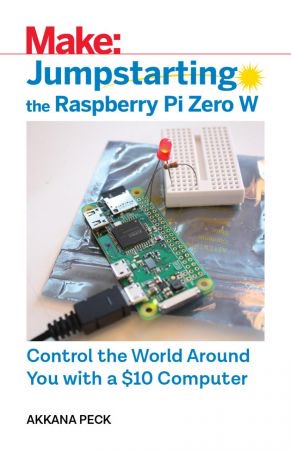 Make:
Jumpstarting
the Raspberry Pi Zero W
Control the World Around
You with a $10 Computer
AKKANA PECK